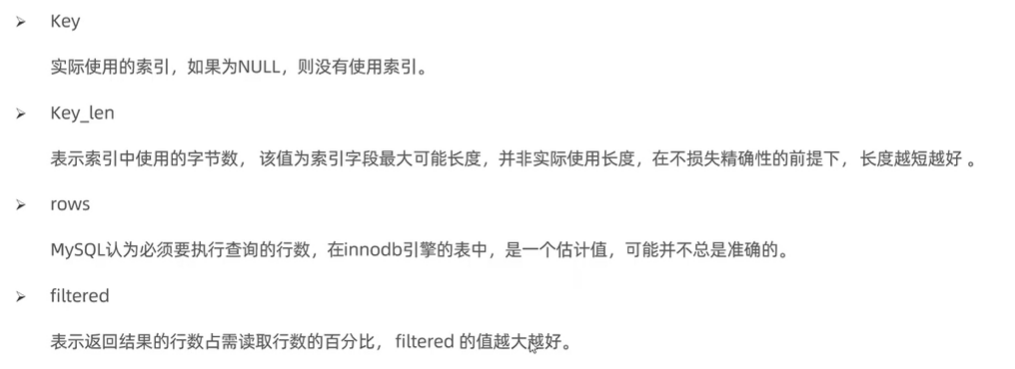 Key
实际使用的索引，如果为NULL，则没有使用索引。
Key_len
表示索引中使用的字节数， 该值为索引字段最大可能长度，并非实际使用长度，在不损失精确性的前提下， 长度越短越好 。
rows
MySQL认为必须要执行查询的行数，在innodb引擎的表中，是一个估计值，可能并不总是准确的。
filtered
表示返回结果的行数占需读取行数的百分比， filtered 的值越大越好。